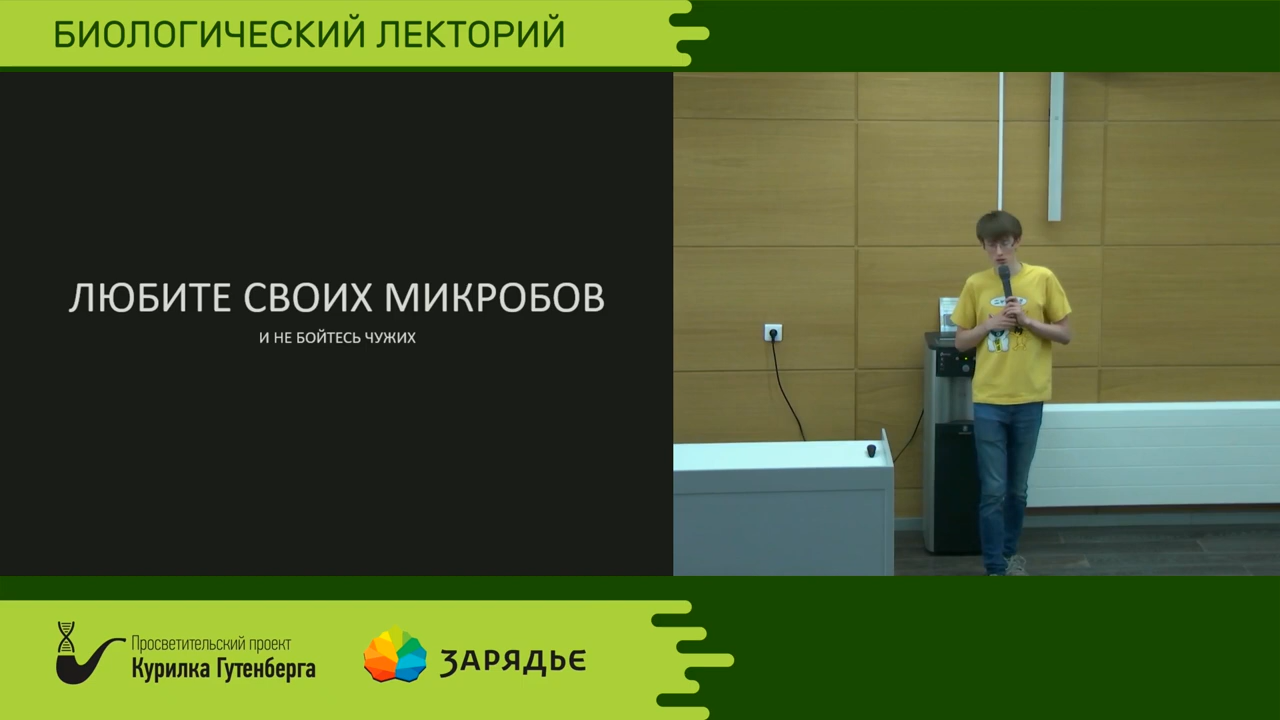 БИОЛОГИЧЕСКИЙ ЛЕКТОРИЙ
ЛЮБИТЕ СВОИХ МИКРОБОВ
И НЕ БОЙТЕСЬ ЧУЖИХ
Просветительский проект
Курилка Гутенберга
ЗАРЯДЬЕ